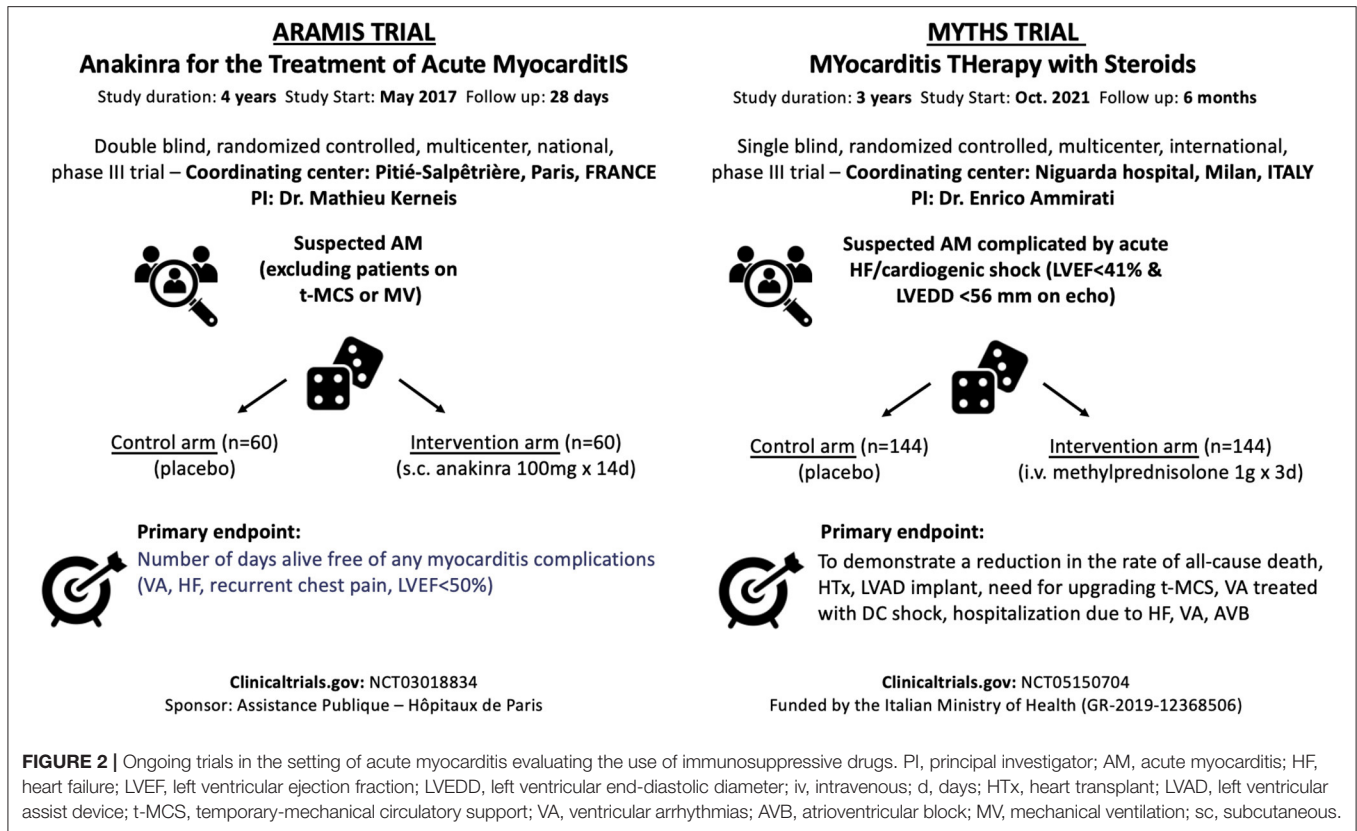 ARAMIS TRIAL
Anakinra for the Treatment of Acute MyocarditIS
Study duration: 4 years Study Start: May 2017 Follow up: 28 days
Double blind, randomized controlled, multicenter, national,
phase III trial – Coordinating center: Pitié-Salpêtrière, Paris, FRANCE
PI: Dr. Mathieu Kerneis
Suspected AM
(excluding patients on
t-MCS or MV)
Control arm (n=60)
(placebo)
Intervention arm (n=60)
(s.c. anakinra 100mg x 14d)
Primary endpoint:
Number of days alive free of any myocarditis complications
(VA, HF, recurrent chest pain, LVEF<50%)
Clinicaltrials.gov: NCT03018834
Sponsor: Assistance Publique – Hôpitaux de Paris
MYTHS TRIAL
MYocarditis THerapy with Steroids
Study duration: 3 years Study Start: Oct. 2021 Follow up: 6 months
Single blind, randomized controlled, multicenter, international,
phase III trial – Coordinating center: Niguarda hospital, Milan, ITALY
PI: Dr. Enrico Ammirati
Suspected AM complicated by acute
HF/cardiogenic shock (LVEF<41% &
LVEDD <56 mm on echo)
Control arm (n=144)
(placebo)
Intervention arm (n=144)
(i.v. methylprednisolone 1g x 3d)
Primary endpoint:
To demonstrate a reduction in the rate of all-cause death,
HTx, LVAD implant, need for upgrading t-MCS, VA treated
with DC shock, hospitalization due to HF, VA, AVB
Clinicaltrials.gov: NCT05150704
Funded by the Italian Ministry of Health (GR-2019-12368506)
FIGURE 2 | Ongoing trials in the setting of acute myocarditis evaluating the use of immunosuppressive drugs. PI, principal investigator; AM, acute myocarditis; HF,
heart failure; LVEF, left ventricular ejection fraction; LVEDD, left ventricular end-diastolic diameter; iv, intravenous; d, days; HTx, heart transplant; LVAD, left ventricular
assist device; t-MCS, temporary-mechanical circulatory support; VA, ventricular arrhythmias; AVB, atrioventricular block; MV, mechanical ventilation; sc, subcutaneous.